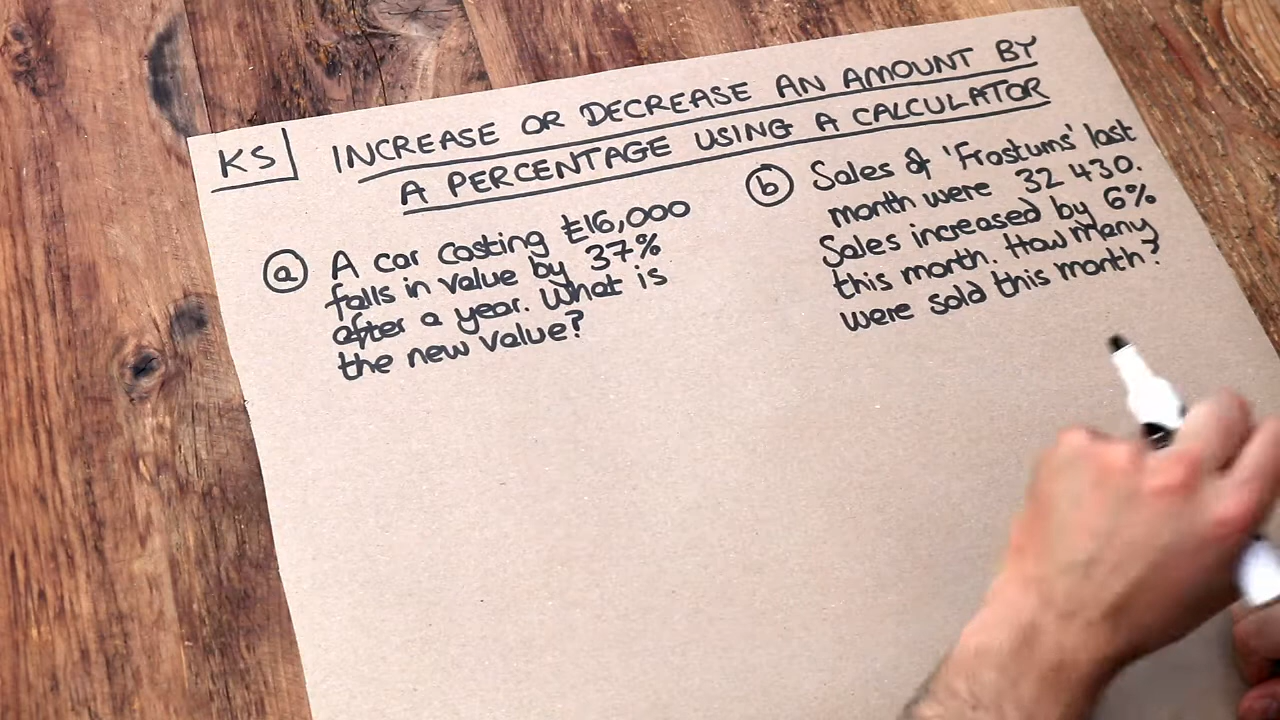 KS
INCREASE OR DECREASE AN AMOUNT BY
A PERCENTAGE USING A CALCULATOR
a
A car costing £16,000
falls in value by 37%
after a year. What is
the new value?
b
Sales of 'Frostums' last
month were 32 430.
Sales increased by 6%
this month. How many
were sold this month?